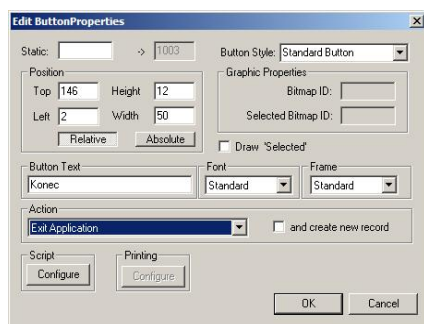 Edit ButtonProperties
Static: -> 1003 Button Style: Standard Button
Position Graphic Properties
Top 146 Height 12 Bitmap ID:
Left 2 Width 50 Selected Bitmap ID:
Relative Absolute Draw 'Selected'
Button Text Font Frame
Konec Standard Standard
Action
Exit Application and create new record
Script Printing
Configure Configure
OK Cancel